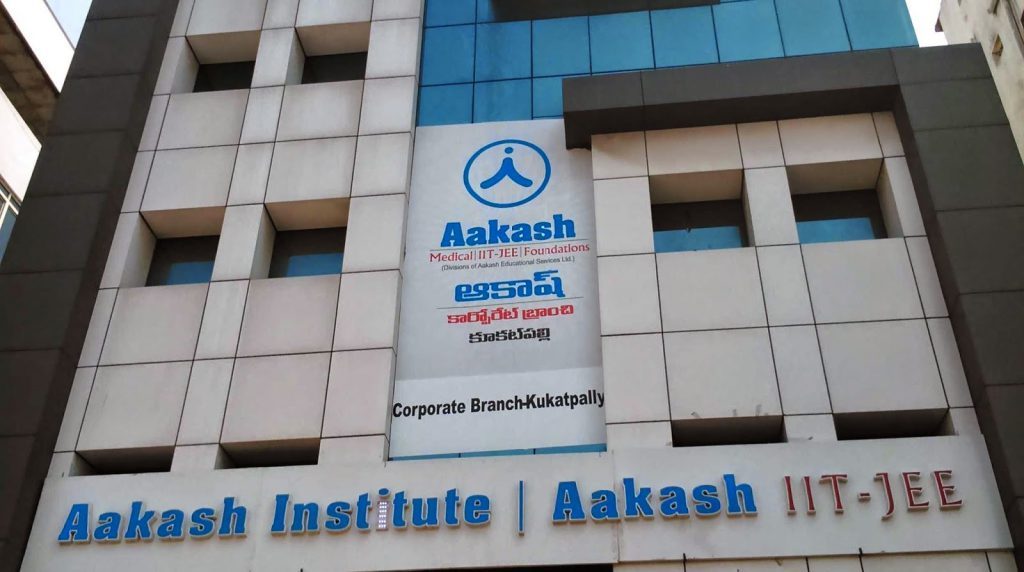 Aakash
Medical | IIT-JEE | Foundations
(Divisions of Aakash Educational Services Ltd.)
ఆకాష్
కార్పోరేట్ బ్రాంచి
కూకట్‌పల్లి
Corporate Branch-Kukatpally
Aakash Institute | Aakash IIT-JEE